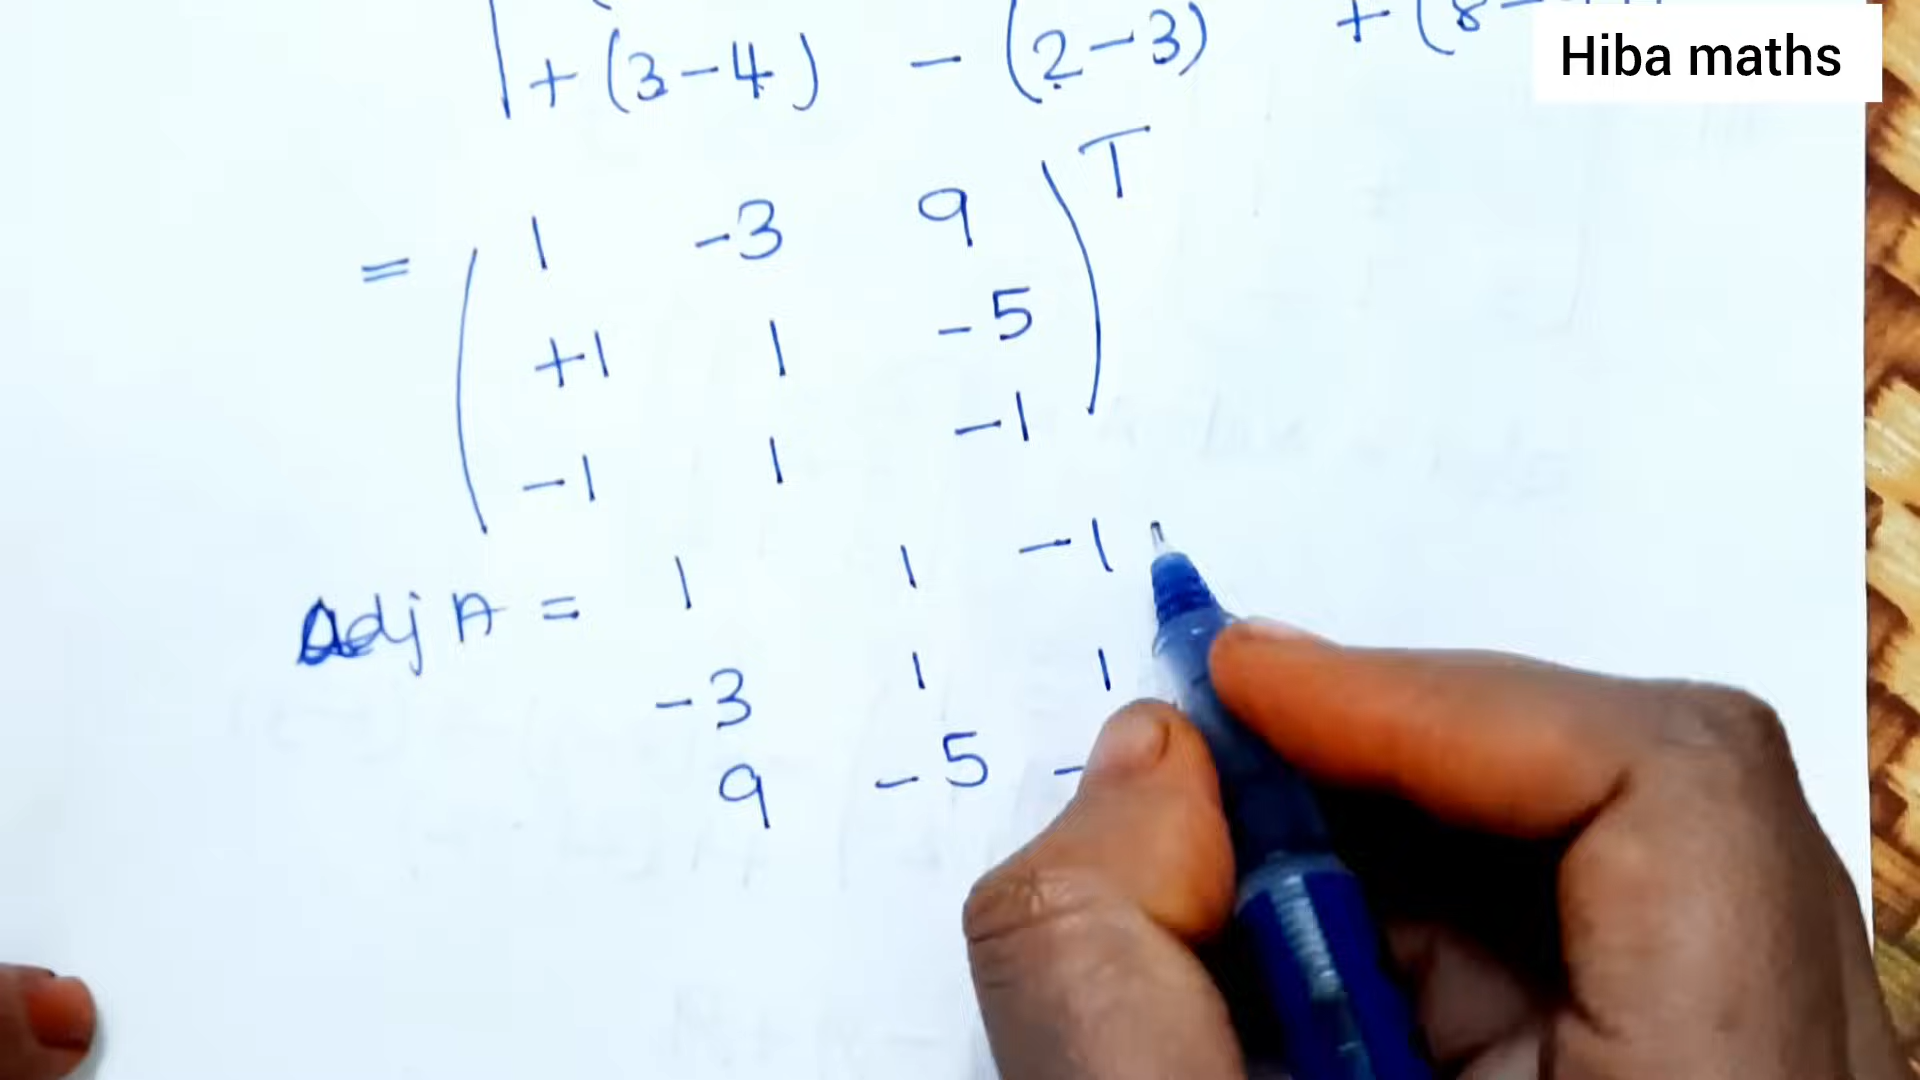 + (3-4) - (2-3) + (8-
Hiba maths
= ( 1 -3 9 ) T
+1 1 -5
-1 1 -1
Adj A = 1 1 -1
-3 1 1
9 -5 -